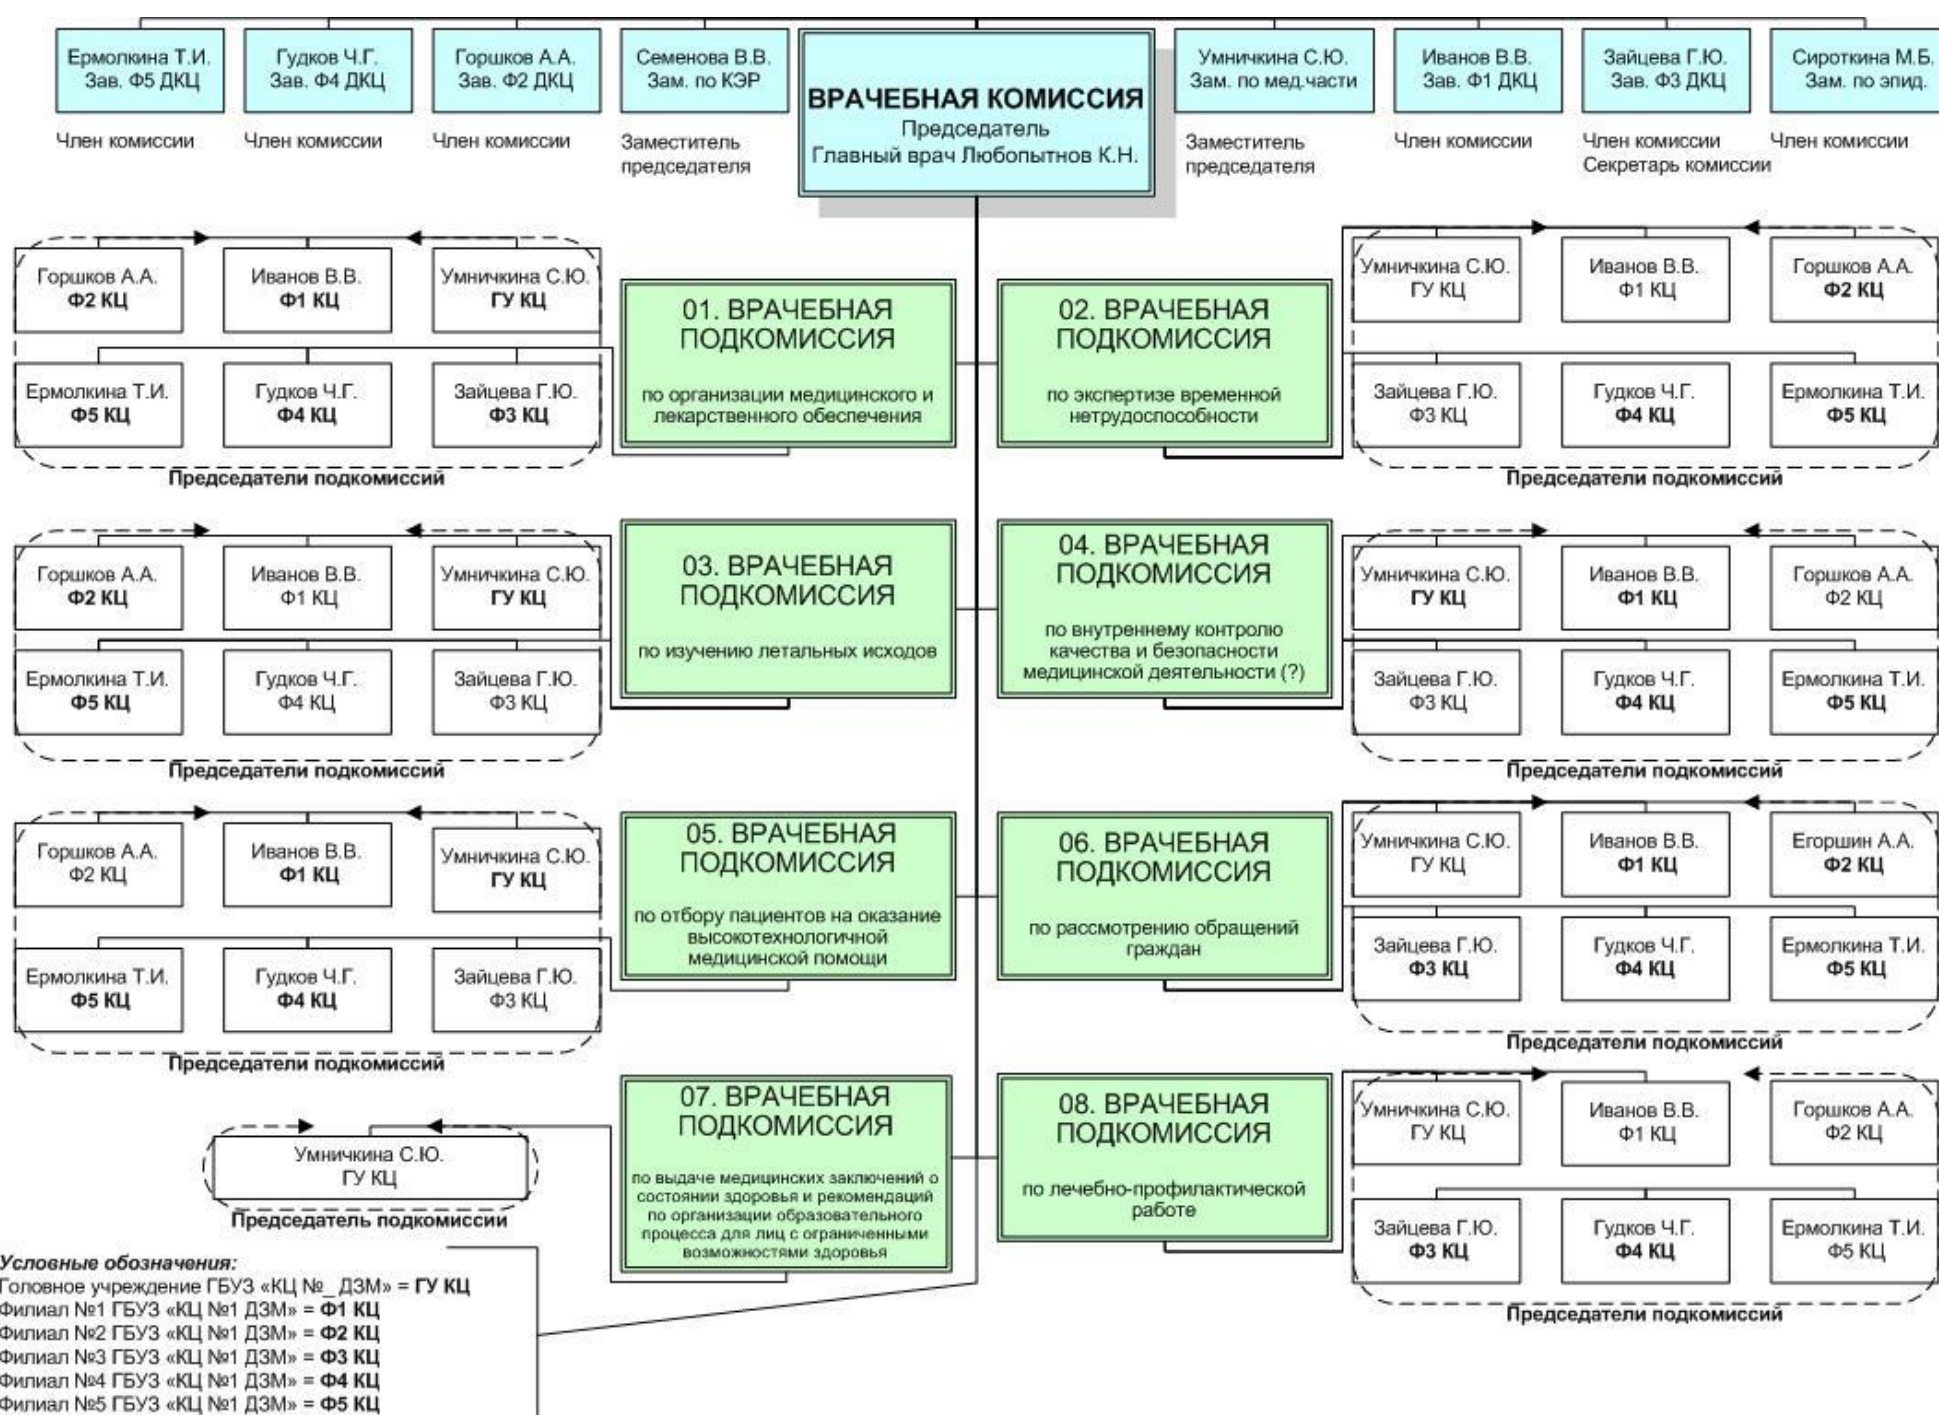 Ермолкина Т.И.
Зав. Ф5 ДКЦ
Член комиссии
Гудков Ч.Г.
Зав. Ф4 ДКЦ
Член комиссии
Горшков А.А.
Зав. Ф2 ДКЦ
Член комиссии
Семенова В.В.
Зам. по КЭР
Заместитель
председателя
ВРАЧЕБНАЯ КОМИССИЯ
Председатель
Главный врач Любопытнов К.Н.
Умничкина С.Ю.
Зам. по мед.части
Заместитель
председателя
Иванов В.В.
Зав. Ф1 ДКЦ
Член комиссии
Зайцева Г.Ю.
Зав. Ф3 ДКЦ
Член комиссии
Секретарь комиссии
Сироткина М.Б.
Зам. по эпид.
Член комиссии
Горшков А.А.
Ф2 КЦ
Иванов В.В.
Ф1 КЦ
Умничкина С.Ю.
ГУ КЦ
Ермолкина Т.И.
Ф5 КЦ
Гудков Ч.Г.
Ф4 КЦ
Зайцева Г.Ю.
Ф3 КЦ
Председатели подкомиссий
01. ВРАЧЕБНАЯ
ПОДКОМИССИЯ
по организации медицинского и
лекарственного обеспечения
02. ВРАЧЕБНАЯ
ПОДКОМИССИЯ
по экспертизе временной
нетрудоспособности
Умничкина С.Ю.
ГУ КЦ
Иванов В.В.
Ф1 КЦ
Горшков А.А.
Ф2 КЦ
Зайцева Г.Ю.
Ф3 КЦ
Гудков Ч.Г.
Ф4 КЦ
Ермолкина Т.И.
Ф5 КЦ
Председатели подкомиссий
Горшков А.А.
Ф2 КЦ
Иванов В.В.
Ф1 КЦ
Умничкина С.Ю.
ГУ КЦ
Ермолкина Т.И.
Ф5 КЦ
Гудков Ч.Г.
Ф4 КЦ
Зайцева Г.Ю.
Ф3 КЦ
Председатели подкомиссий
03. ВРАЧЕБНАЯ
ПОДКОМИССИЯ
по изучению летальных исходов
04. ВРАЧЕБНАЯ
ПОДКОМИССИЯ
по внутреннему контролю
качества и безопасности
медицинской деятельности (?)
Умничкина С.Ю.
ГУ КЦ
Иванов В.В.
Ф1 КЦ
Горшков А.А.
Ф2 КЦ
Зайцева Г.Ю.
Ф3 КЦ
Гудков Ч.Г.
Ф4 КЦ
Ермолкина Т.И.
Ф5 КЦ
Председатели подкомиссий
Горшков А.А.
Ф2 КЦ
Иванов В.В.
Ф1 КЦ
Умничкина С.Ю.
ГУ КЦ
Ермолкина Т.И.
Ф5 КЦ
Гудков Ч.Г.
Ф4 КЦ
Зайцева Г.Ю.
Ф3 КЦ
Председатели подкомиссий
05. ВРАЧЕБНАЯ
ПОДКОМИССИЯ
по отбору пациентов на оказание
высокотехнологичной
медицинской помощи
06. ВРАЧЕБНАЯ
ПОДКОМИССИЯ
по рассмотрению обращений
граждан
Умничкина С.Ю.
ГУ КЦ
Иванов В.В.
Ф1 КЦ
Егоршин А.А.
Ф2 КЦ
Зайцева Г.Ю.
Ф3 КЦ
Гудков Ч.Г.
Ф4 КЦ
Ермолкина Т.И.
Ф5 КЦ
Председатели подкомиссий
Умничкина С.Ю.
ГУ КЦ
Председатель подкомиссии
07. ВРАЧЕБНАЯ
ПОДКОМИССИЯ
по выдаче медицинских заключений о
состоянии здоровья и рекомендаций
по организации образовательного
процесса для лиц с ограниченными
возможностями здоровья
08. ВРАЧЕБНАЯ
ПОДКОМИССИЯ
по лечебно-профилактической
работе
Умничкина С.Ю.
ГУ КЦ
Иванов В.В.
Ф1 КЦ
Горшков А.А.
Ф2 КЦ
Зайцева Г.Ю.
Ф3 КЦ
Гудков Ч.Г.
Ф4 КЦ
Ермолкина Т.И.
Ф5 КЦ
Председатели подкомиссий
Условные обозначения:
Головное учреждение ГБУЗ «КЦ №_ ДЗМ» = ГУ КЦ
Филиал №1 ГБУЗ «КЦ №1 ДЗМ» = Ф1 КЦ
Филиал №2 ГБУЗ «КЦ №1 ДЗМ» = Ф2 КЦ
Филиал №3 ГБУЗ «КЦ №1 ДЗМ» = Ф3 КЦ
Филиал №4 ГБУЗ «КЦ №1 ДЗМ» = Ф4 КЦ
Филиал №5 ГБУЗ «КЦ №1 ДЗМ» = Ф5 КЦ